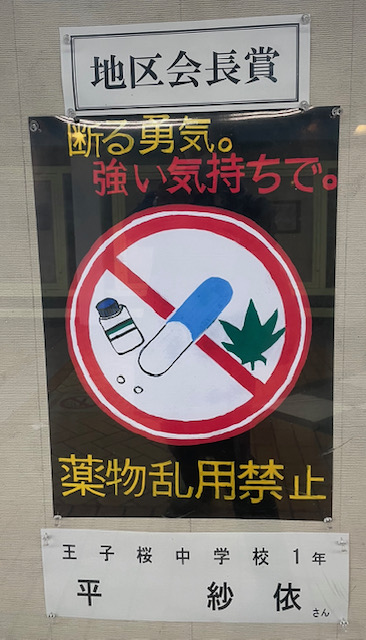 地区会長賞
断る勇気。
強い気持ちで。
薬物乱用禁止
王子桜中学校1年
平 紗依さん